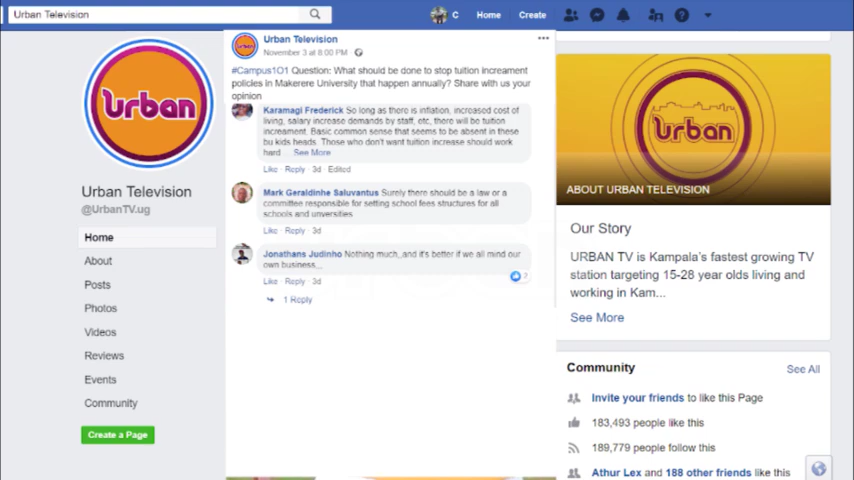 Urban Television
C
Home
Create
urban
Urban Television
@UrbanTV.ug
Home
About
Posts
Photos
Videos
Reviews
Events
Community
Create a Page
Urban Television
November 3 at 8:00 PM
#Campus1O1 Question: What should be done to stop tuition increament
policies in Makerere University that happen annually? Share with us your
opinion
Karamagi Frederick So long as there is inflation, increased cost of
living, salary increase demands by staff, etc, there will be tuition
increament. Basic common sense that seems to be absent in these
bu kids heads. Those who don't want tuition increase should work
hard ... See More
Like · Reply · 3d · Edited
Mark Geraldinhe Saluvantus Surely there should be a law or a
committee responsible for setting school fees structures for all
schools and unversities
Like · Reply · 3d
Jonathans Judinho Nothing much,,and it's better if we all mind our
own business,,,
2
Like · Reply · 3d
1 Reply
urban
ABOUT URBAN TELEVISION
Our Story
URBAN TV is Kampala's fastest growing TV
station targeting 15-28 year olds living and
working in Kam...
See More
Community
See All
Invite your friends to like this Page
183,493 people like this
189,779 people follow this
Athur Lex and 188 other friends like this